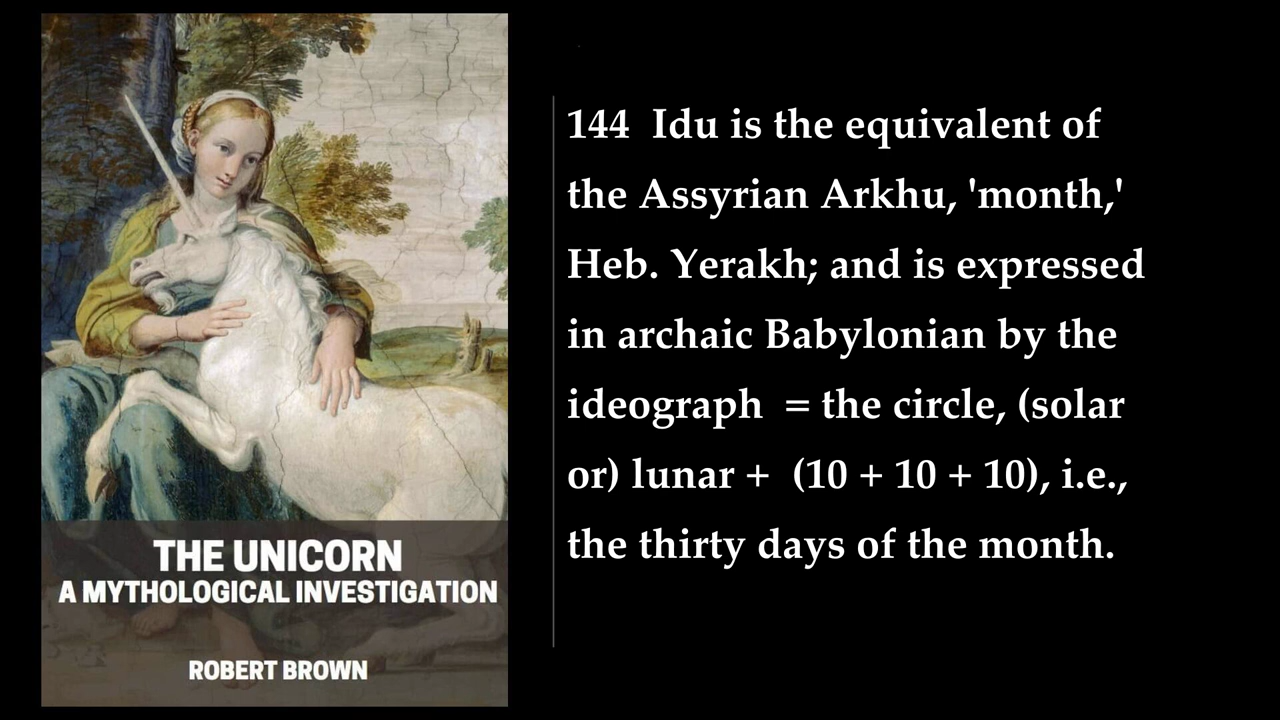 THE UNICORN
A MYTHOLOGICAL INVESTIGATION
ROBERT BROWN
144  Idu is the equivalent of
the Assyrian Arkhu, 'month,'
Heb. Yerakh; and is expressed
in archaic Babylonian by the
ideograph  = the circle, (solar
or) lunar +  (10 + 10 + 10), i.e.,
the thirty days of the month.